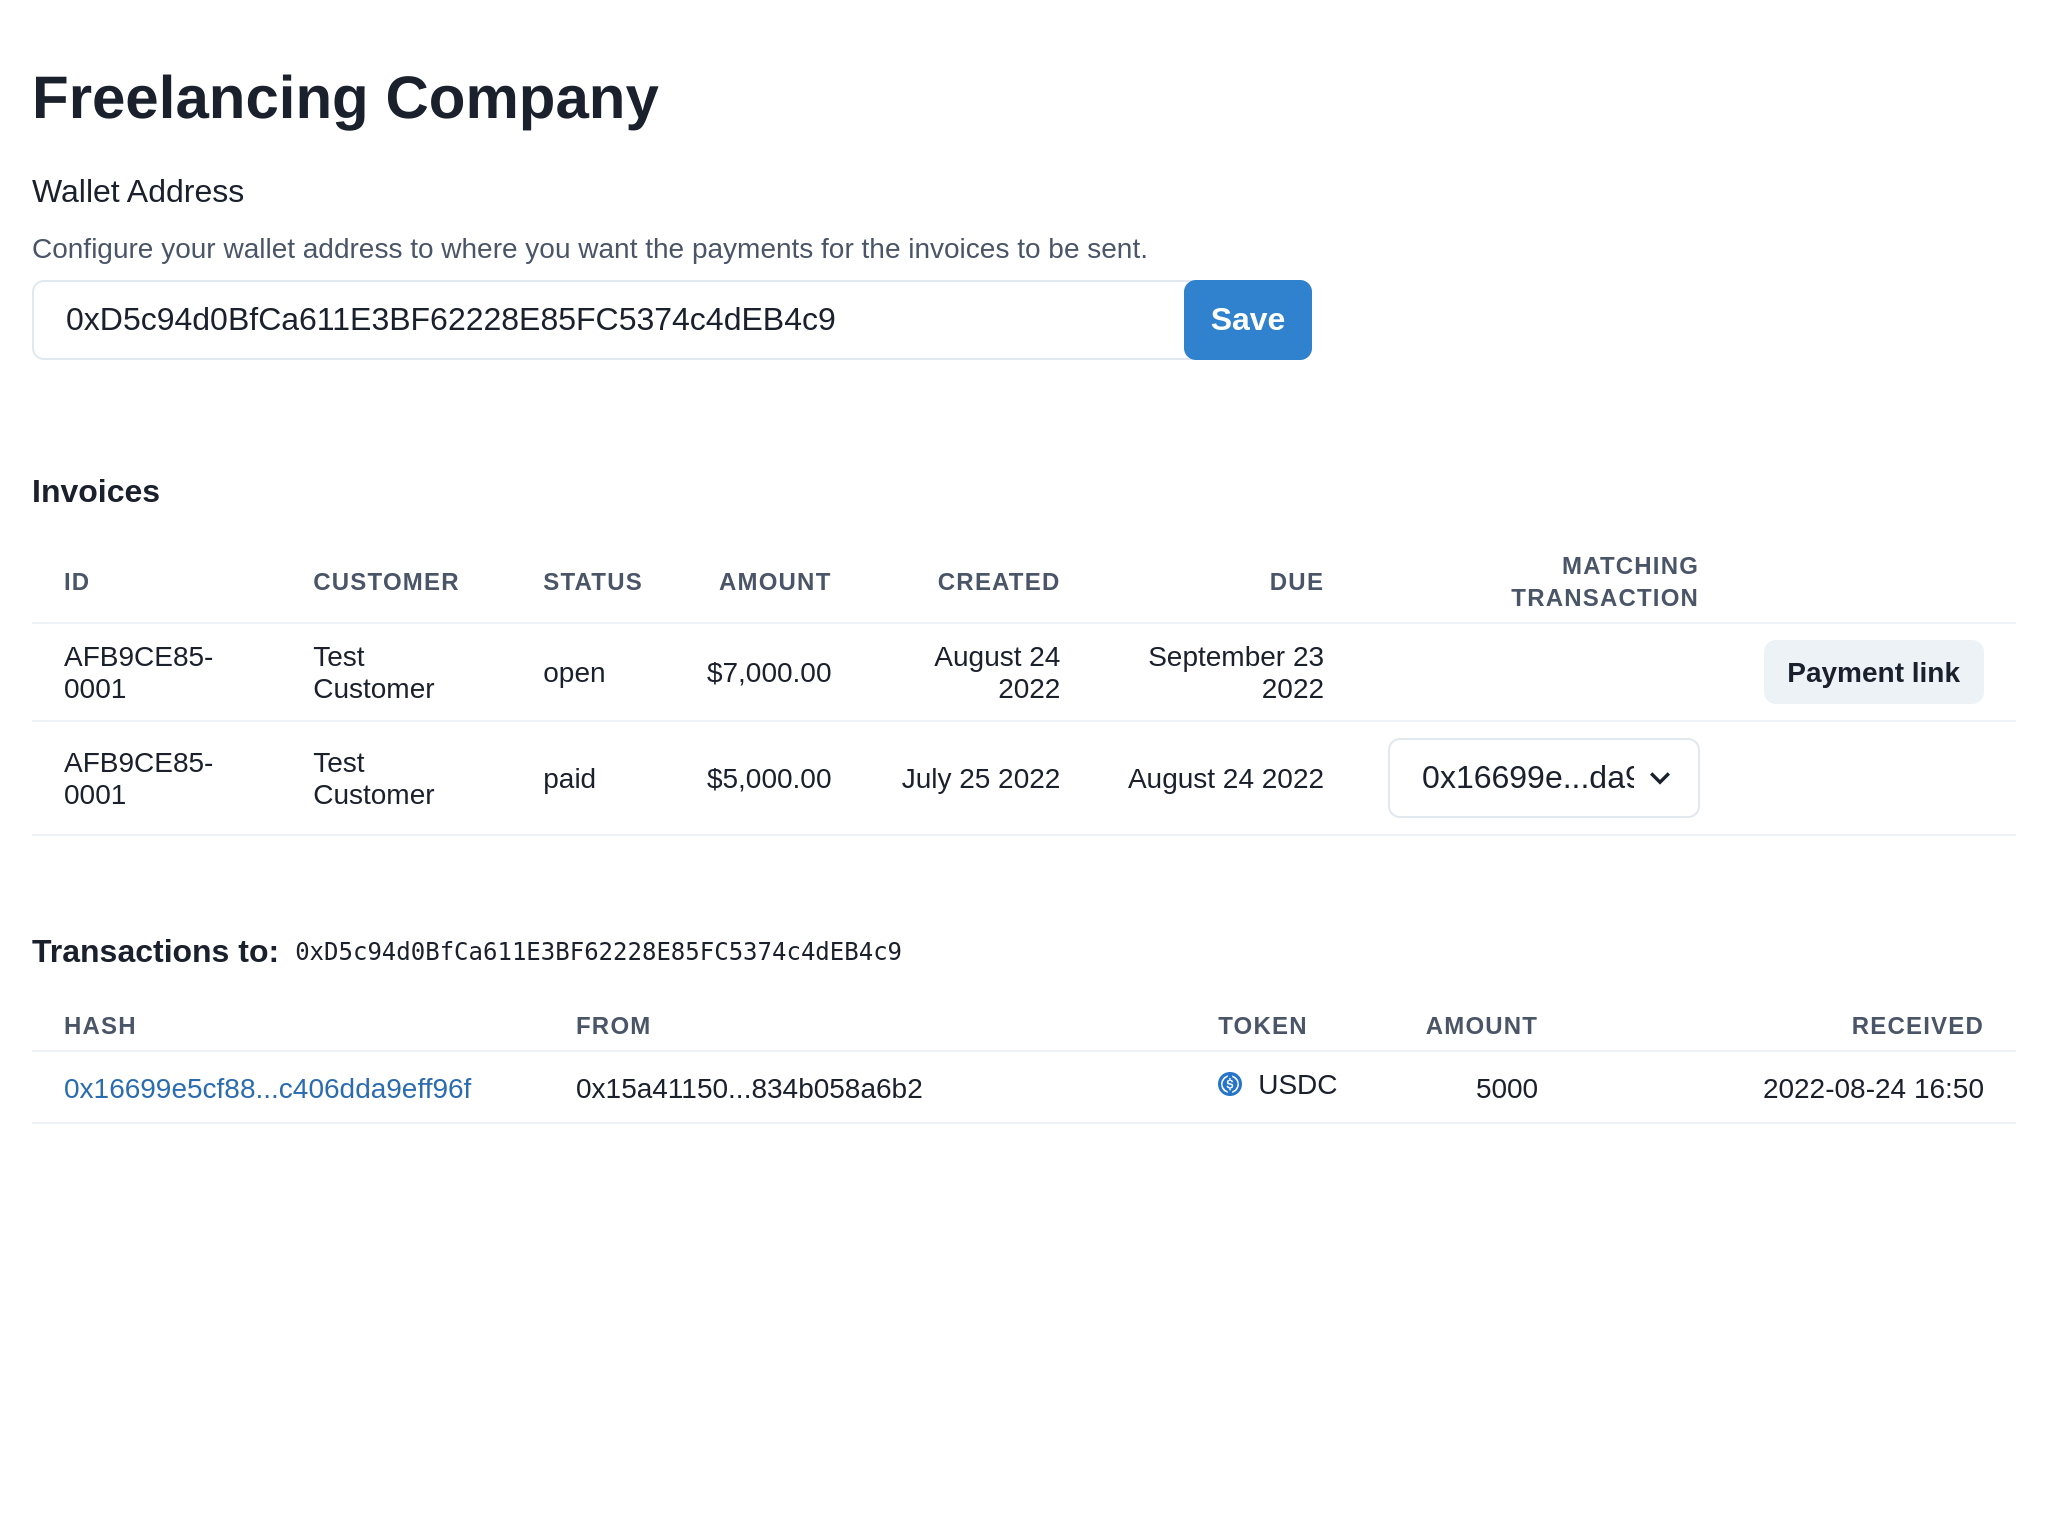 Freelancing Company
Wallet Address
Configure your wallet address to where you want the payments for the invoices to be sent.
0xD5c94d0BfCa611E3BF62228E85FC5374c4dEB4c9 Save
Invoices
ID CUSTOMER STATUS AMOUNT CREATED DUE MATCHING TRANSACTION
AFB9CE85-0001 Test Customer open $7,000.00 August 24 2022 September 23 2022 Payment link
AFB9CE85-0001 Test Customer paid $5,000.00 July 25 2022 August 24 2022 0x16699e...da9
Transactions to: 0xD5c94d0BfCa611E3BF62228E85FC5374c4dEB4c9
HASH FROM TOKEN AMOUNT RECEIVED
0x16699e5cf88...c406dda9eff96f 0x15a41150...834b058a6b2 USDC 5000 2022-08-24 16:50